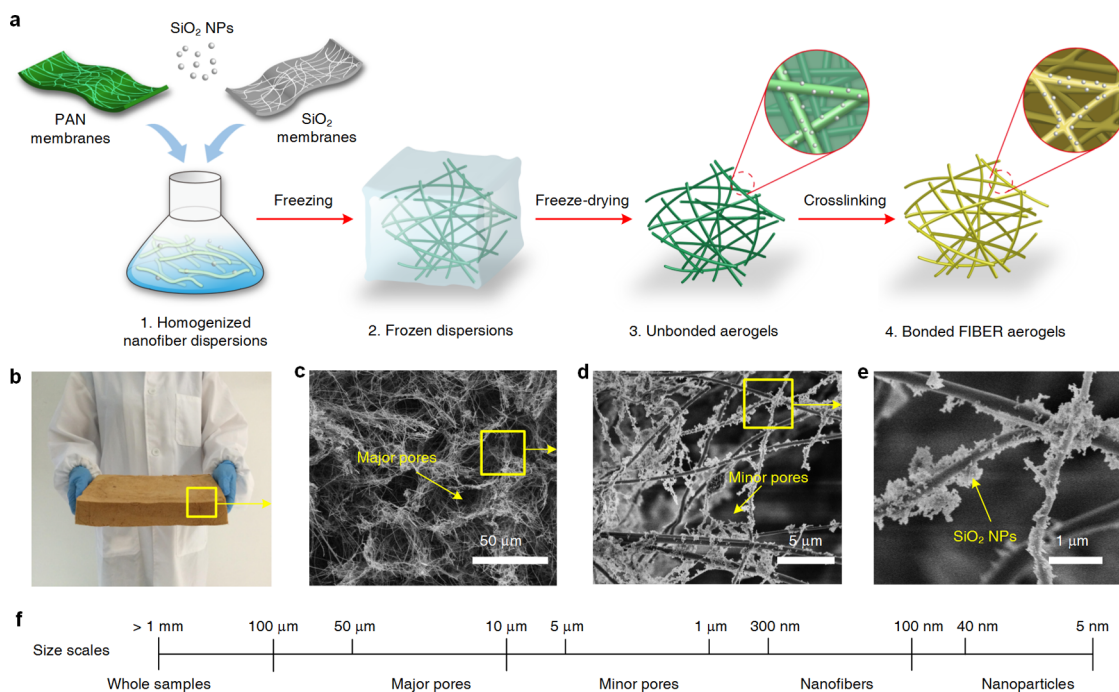 a
SiO₂ NPs
PAN
membranes
SiO₂
membranes
Freezing
Freeze-drying
Crosslinking
1. Homogenized
nanofiber dispersions
2. Frozen dispersions
3. Unbonded aerogels
4. Bonded FIBER aerogels
b
c
Major pores
50 μm
d
Minor pores
5 μm
e
SiO₂ NPs
1 μm
f
Size scales
> 1 mm
100 μm
50 μm
10 μm
5 μm
1 μm
300 nm
100 nm
40 nm
5 nm
Whole samples
Major pores
Minor pores
Nanofibers
Nanoparticles